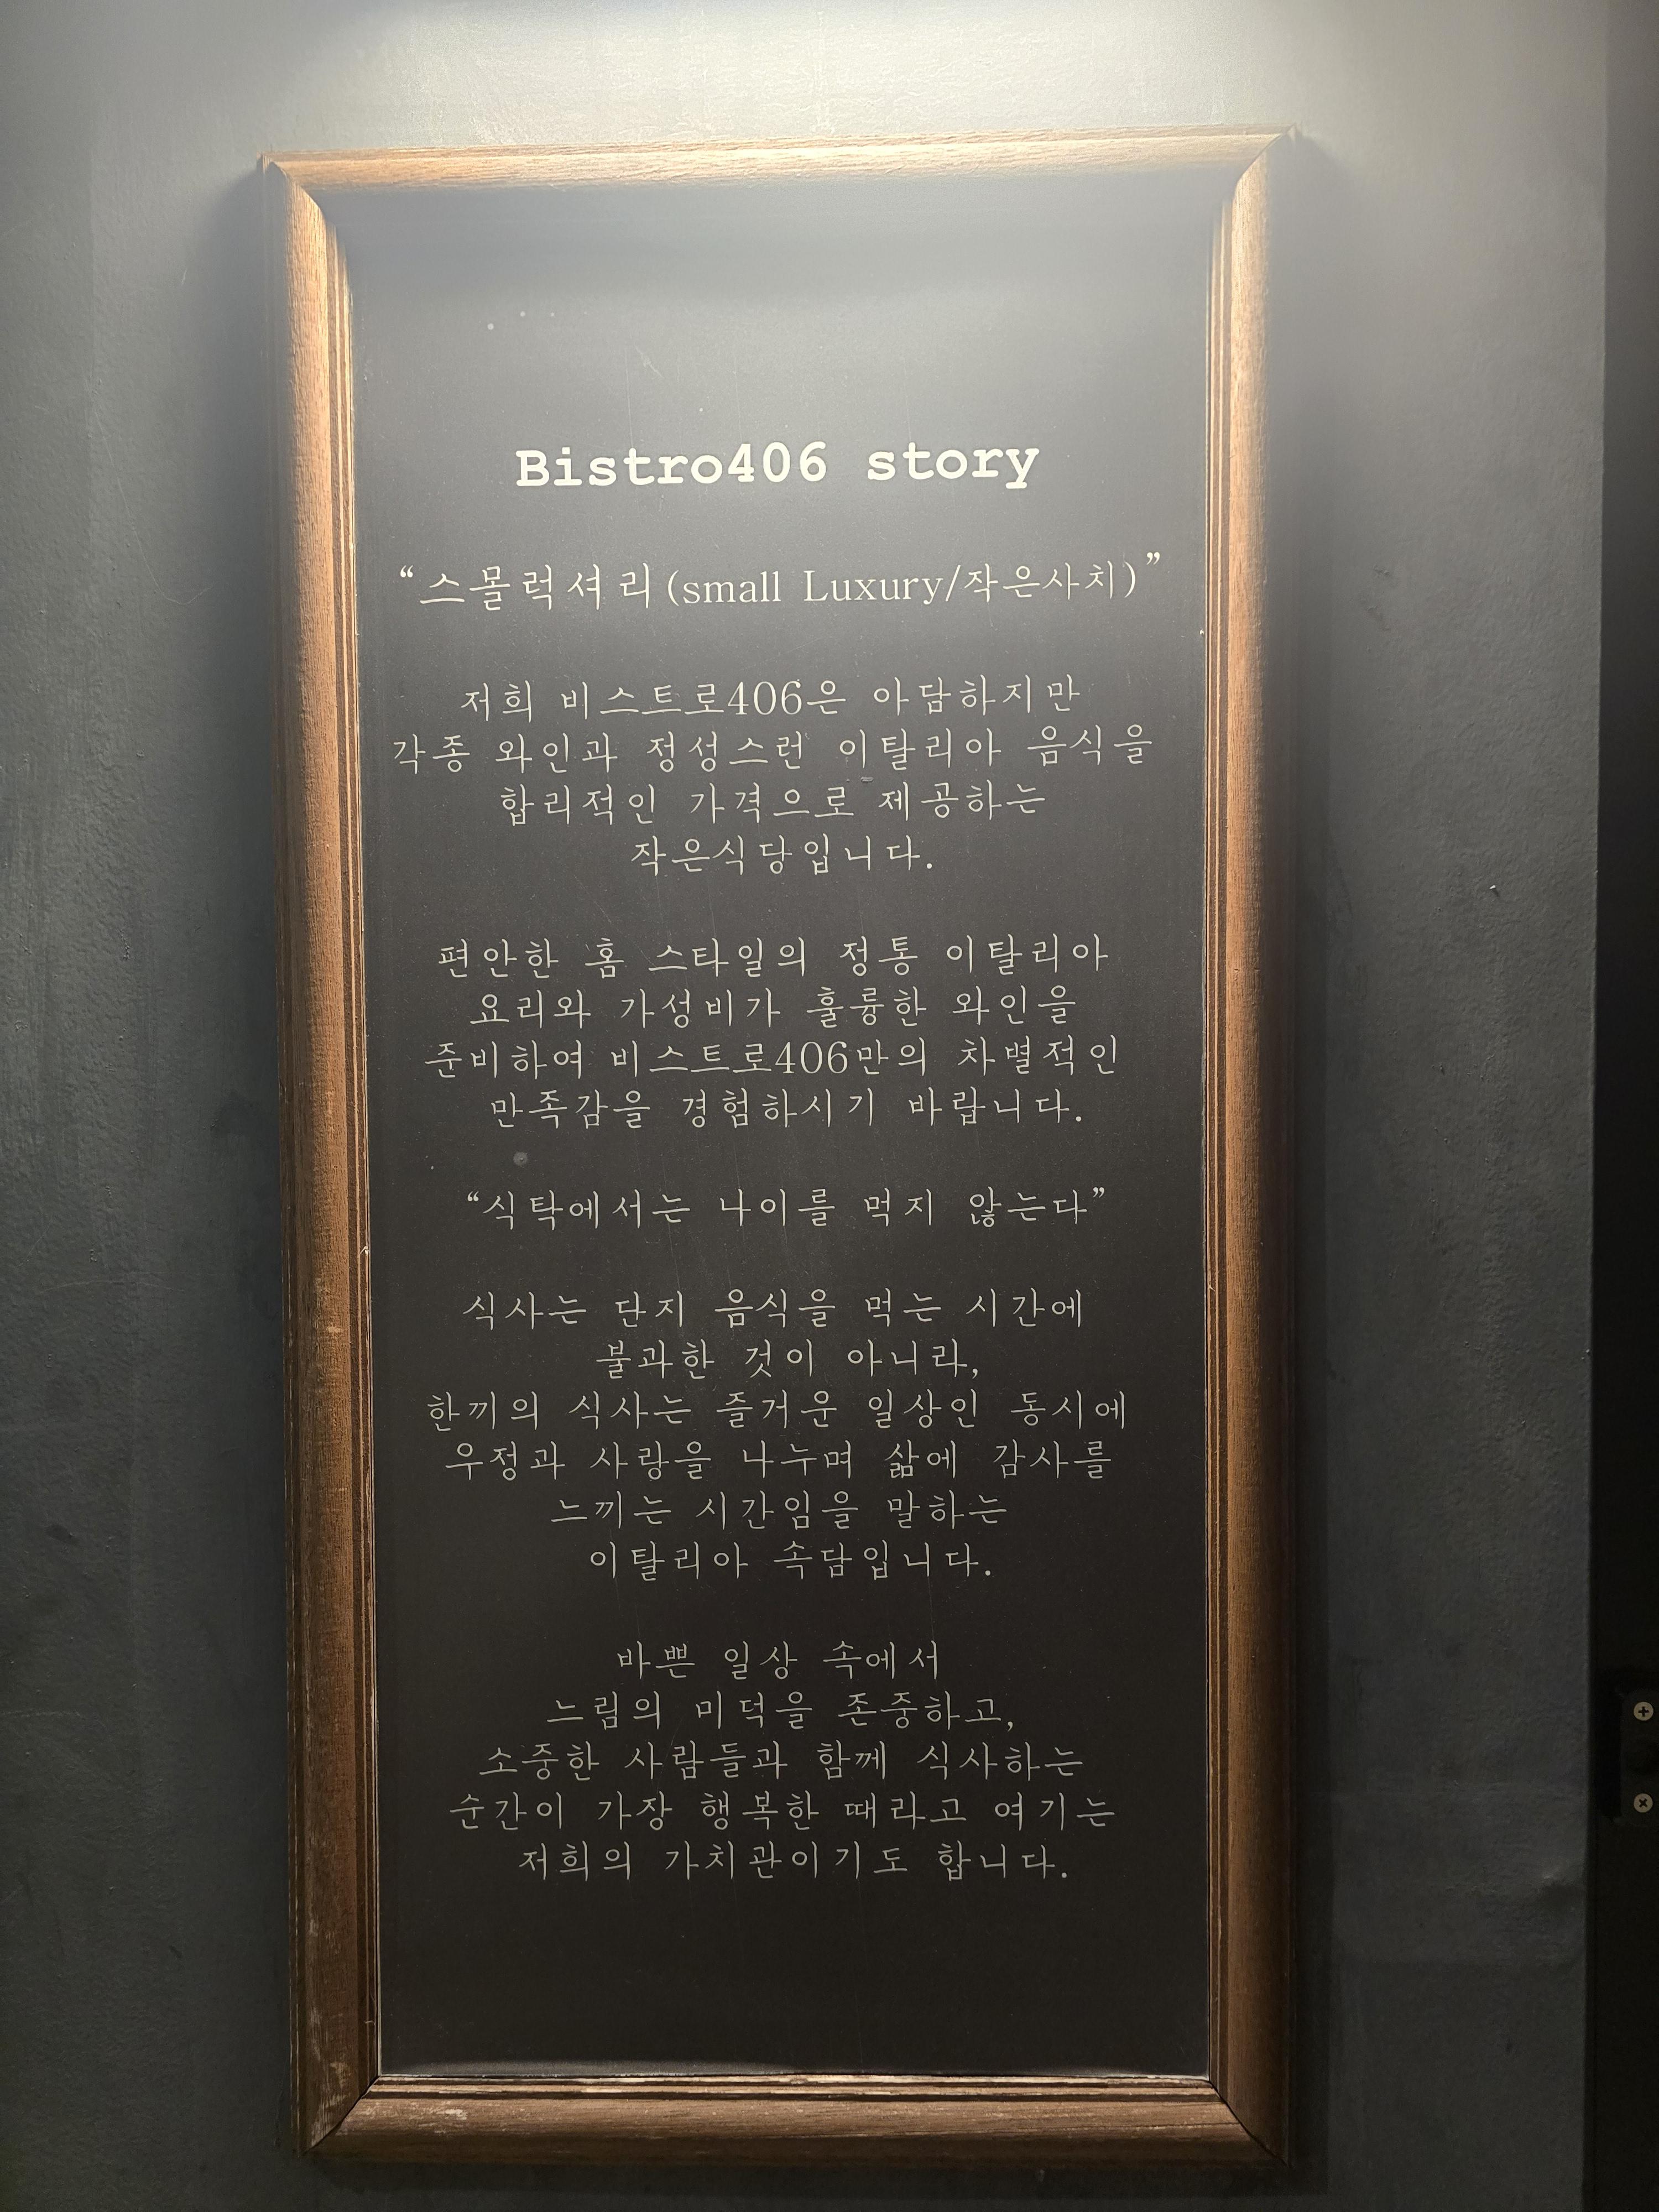 Bistro406 story
“스몰럭셔리(small Luxury/작은사치)”
저희 비스트로406은 아담하지만
각종 와인과 정성스런 이탈리아 음식을
합리적인 가격으로 제공하는
작은식당입니다.
편안한 홈 스타일의 정통 이탈리아
요리와 가성비가 훌륭한 와인을
준비하여 비스트로406만의 차별적인
만족감을 경험하시기 바랍니다.
“식탁에서는 나이를 먹지 않는다”
식사는 단지 음식을 먹는 시간에
불과한 것이 아니라,
한끼의 식사는 즐거운 일상인 동시에
우정과 사랑을 나누며 삶에 감사를
느끼는 시간임을 말하는
이탈리아 속담입니다.
바쁜 일상 속에서
느림의 미덕을 존중하고,
소중한 사람들과 함께 식사하는
순간이 가장 행복한 때라고 여기는
저희의 가치관이기도 합니다.